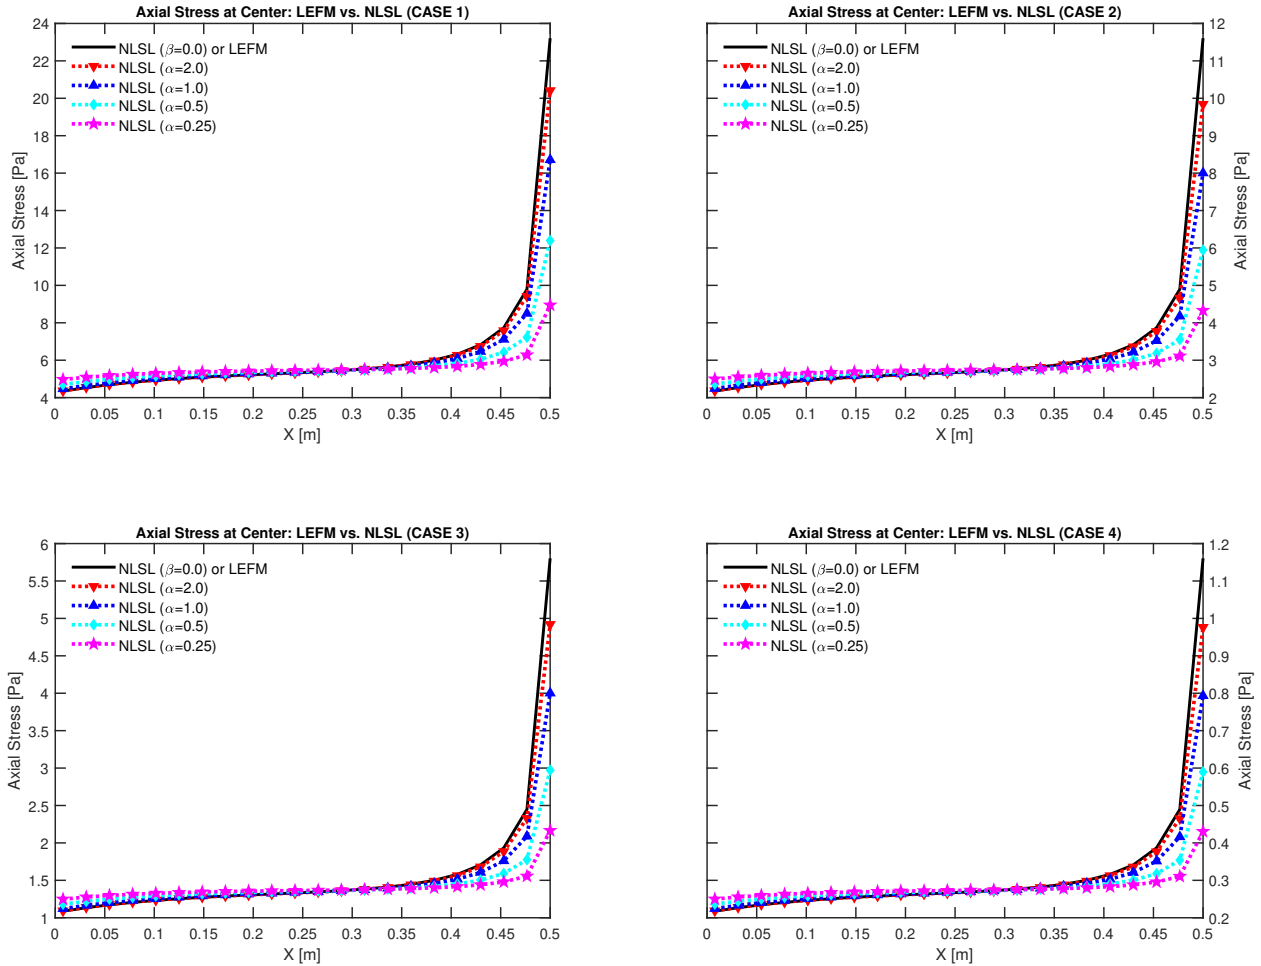 Axial Stress at Center: LEFM vs. NLSL (CASE 1)
24
22
20
18
16
14
12
10
8
6
4
Axial Stress [Pa]
NLSL (β=0.0) or LEFM
NLSL (α=2.0)
NLSL (α=1.0)
NLSL (α=0.5)
NLSL (α=0.25)
0 0.05 0.1 0.15 0.2 0.25 0.3 0.35 0.4 0.45 0.5
X [m]
Axial Stress at Center: LEFM vs. NLSL (CASE 2)
NLSL (β=0.0) or LEFM
NLSL (α=2.0)
NLSL (α=1.0)
NLSL (α=0.5)
NLSL (α=0.25)
12
11
10
9
8
7
6
5
4
3
2
Axial Stress [Pa]
0 0.05 0.1 0.15 0.2 0.25 0.3 0.35 0.4 0.45 0.5
X [m]
Axial Stress at Center: LEFM vs. NLSL (CASE 3)
6
5.5
5
4.5
4
3.5
3
2.5
2
1.5
1
Axial Stress [Pa]
NLSL (β=0.0) or LEFM
NLSL (α=2.0)
NLSL (α=1.0)
NLSL (α=0.5)
NLSL (α=0.25)
0 0.05 0.1 0.15 0.2 0.25 0.3 0.35 0.4 0.45 0.5
X [m]
Axial Stress at Center: LEFM vs. NLSL (CASE 4)
NLSL (β=0.0) or LEFM
NLSL (α=2.0)
NLSL (α=1.0)
NLSL (α=0.5)
NLSL (α=0.25)
1.2
1.1
1
0.9
0.8
0.7
0.6
0.5
0.4
0.3
0.2
Axial Stress [Pa]
0 0.05 0.1 0.15 0.2 0.25 0.3 0.35 0.4 0.45 0.5
X [m]